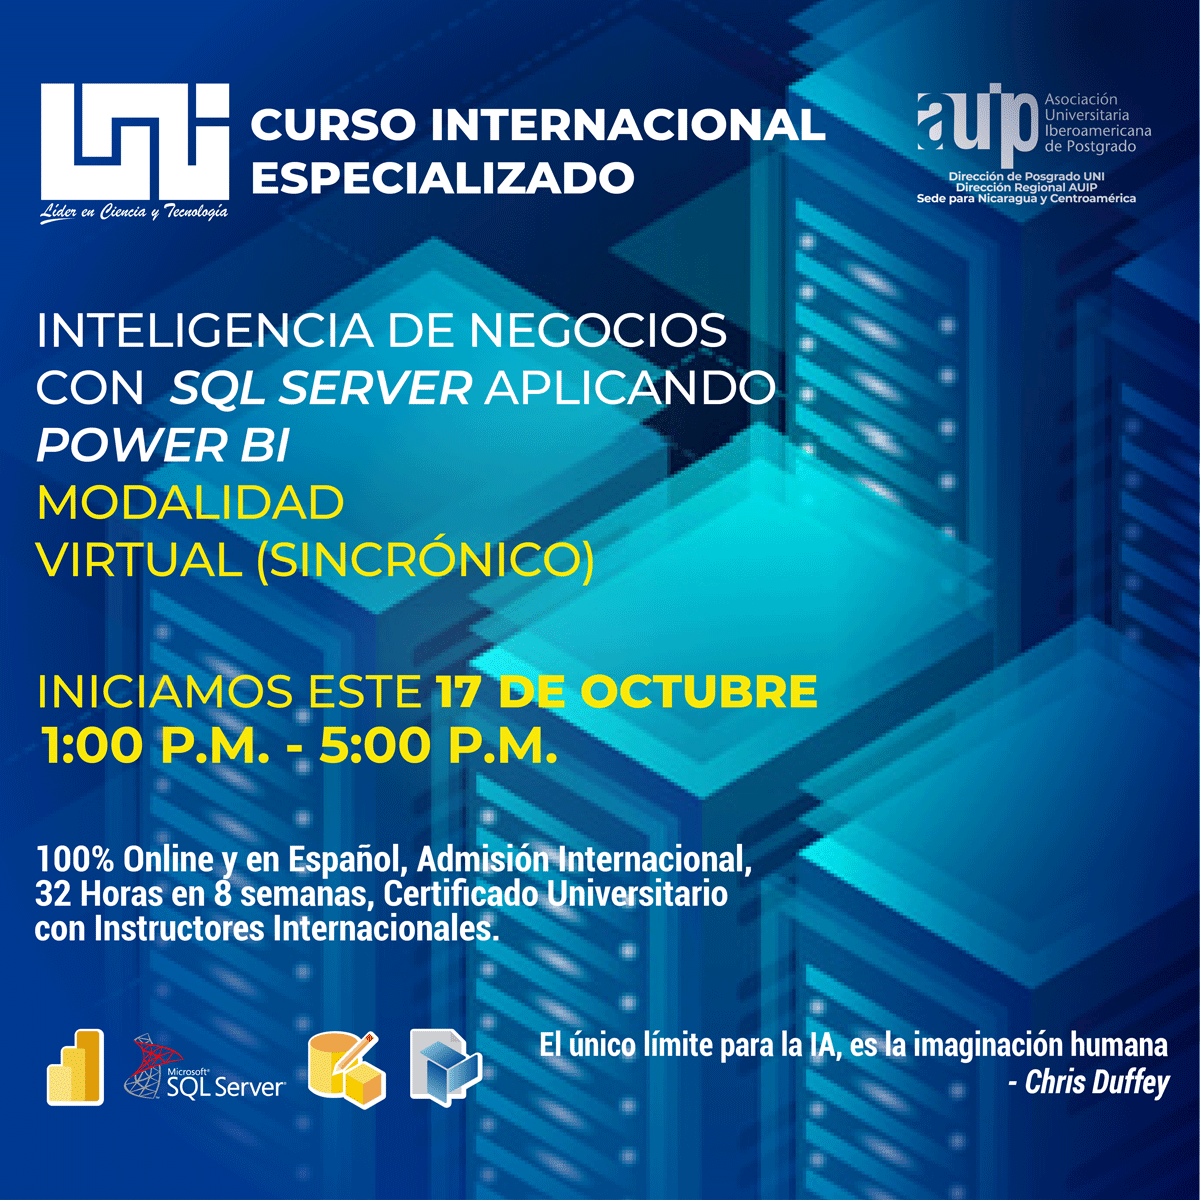 UNI
Líder en Ciencia y Tecnología
CURSO INTERNACIONAL
ESPECIALIZADO
auip
Asociación
Universitaria
Iberoamericana
de Postgrado
Dirección de Posgrado UNI
Dirección Regional AUIP
Sede para Nicaragua y Centroamérica
INTELIGENCIA DE NEGOCIOS
CON SQL SERVER APLICANDO
POWER BI
MODALIDAD
VIRTUAL (SINCRÓNICO)
INICIAMOS ESTE 17 DE OCTUBRE
1:00 P.M. - 5:00 P.M.
100% Online y en Español, Admisión Internacional,
32 Horas en 8 semanas, Certificado Universitario
con Instructores Internacionales.
Microsoft®
SQL Server®
El único límite para la IA, es la imaginación humana
- Chris Duffey